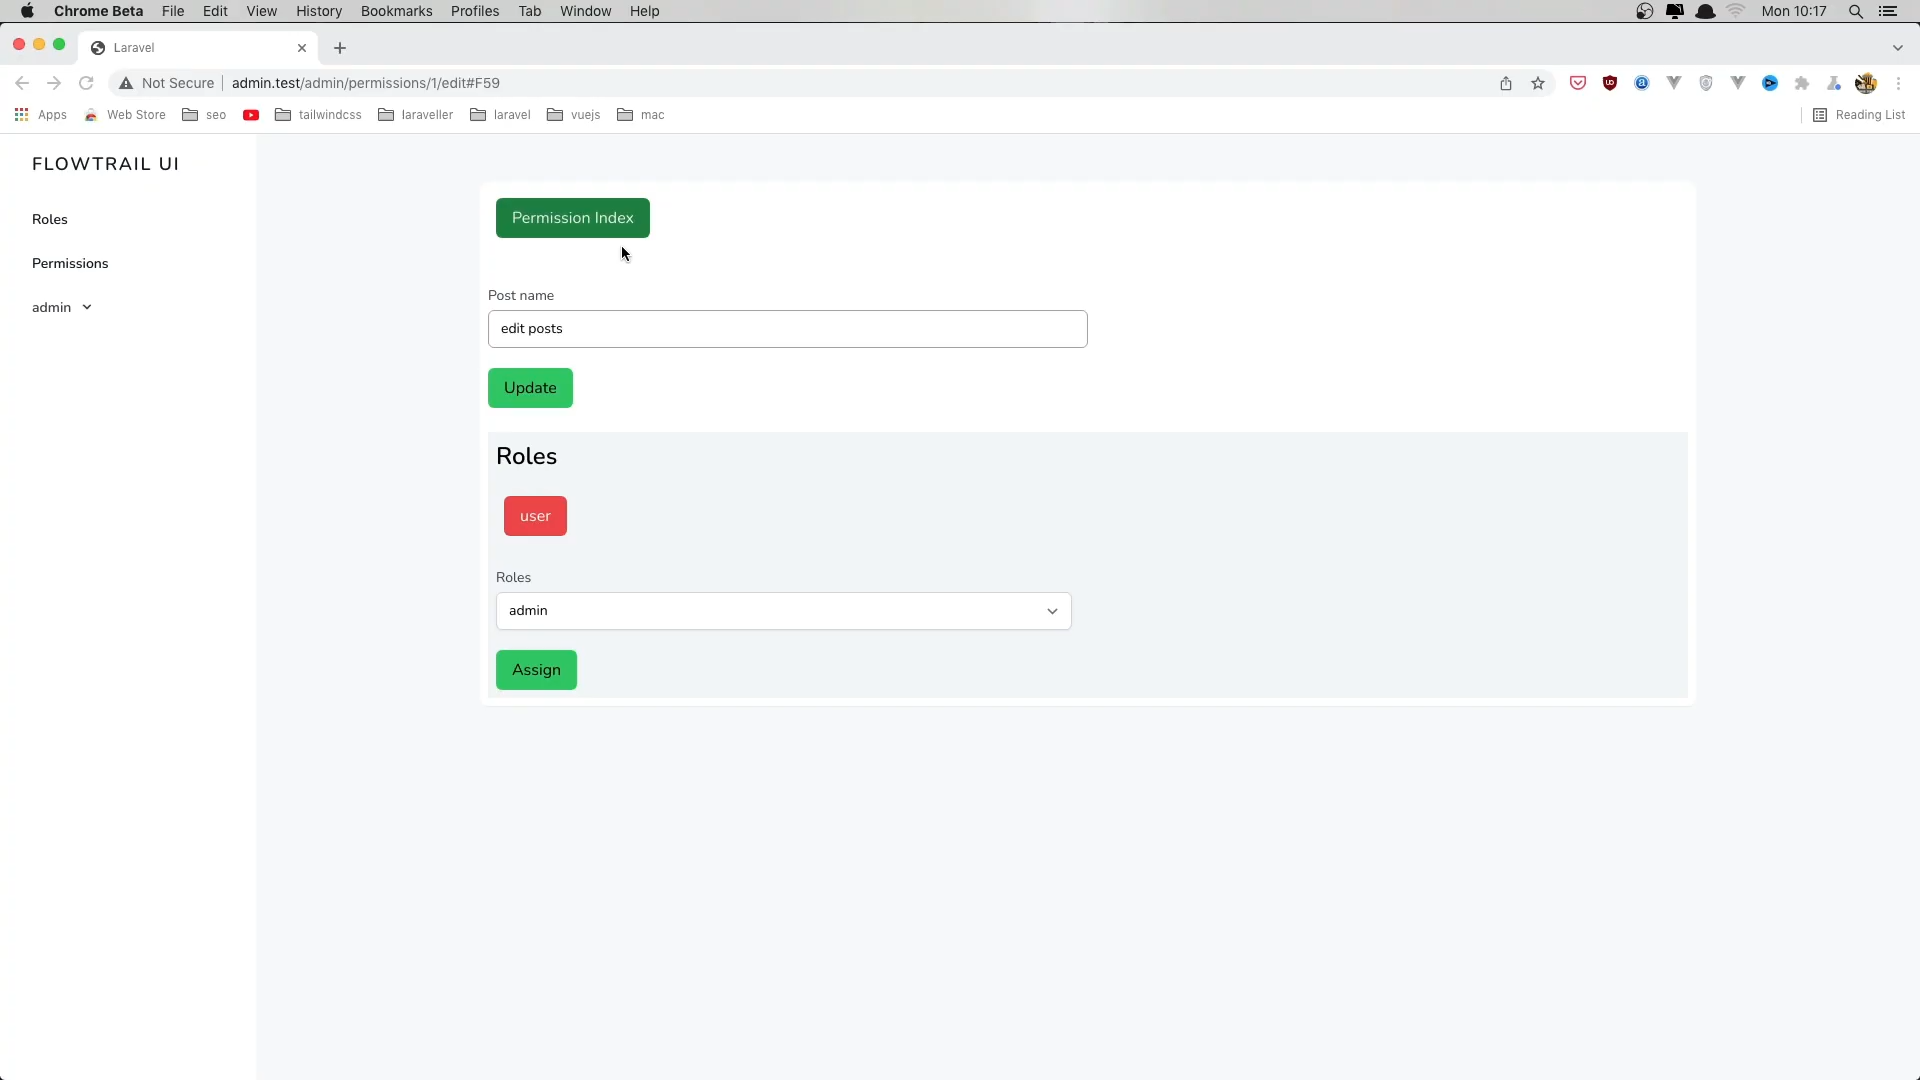 Chrome Beta File Edit View History Bookmarks Profiles Tab Window Help Mon 10:17
Laravel
Not Secure admin.test/admin/permissions/1/edit#F59
Apps Web Store seo tailwindcss laraveller laravel vuejs mac Reading List
FLOWTRAIL UI
Roles
Permissions
admin
Permission Index
Post name
edit posts
Update
Roles
user
Roles
admin
Assign